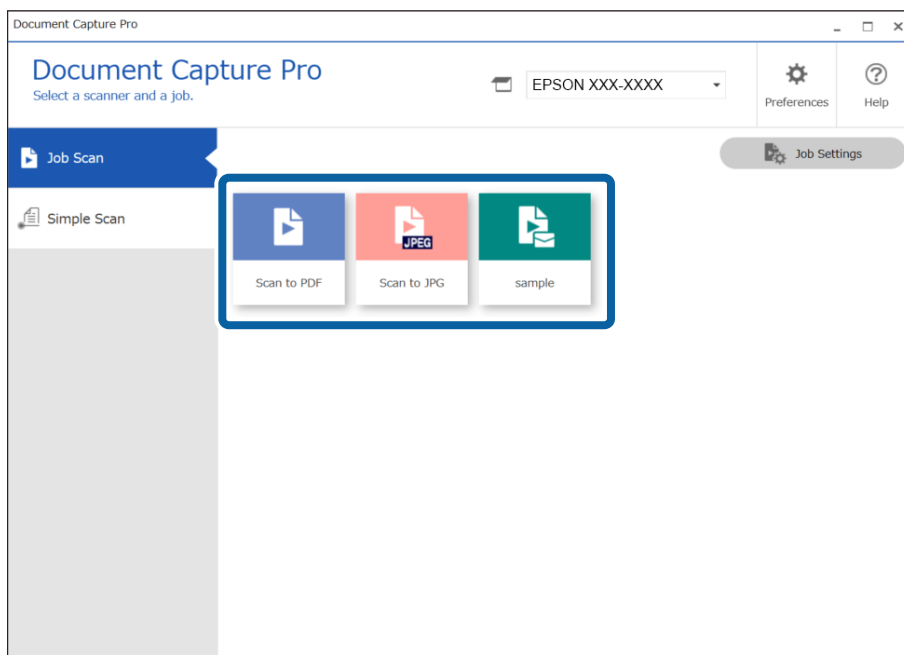 Document Capture Pro
Document Capture Pro
Select a scanner and a job.
EPSON XXX-XXXX
Preferences
Help
Job Scan
Job Settings
Simple Scan
JPEG
Scan to PDF
Scan to JPG
sample